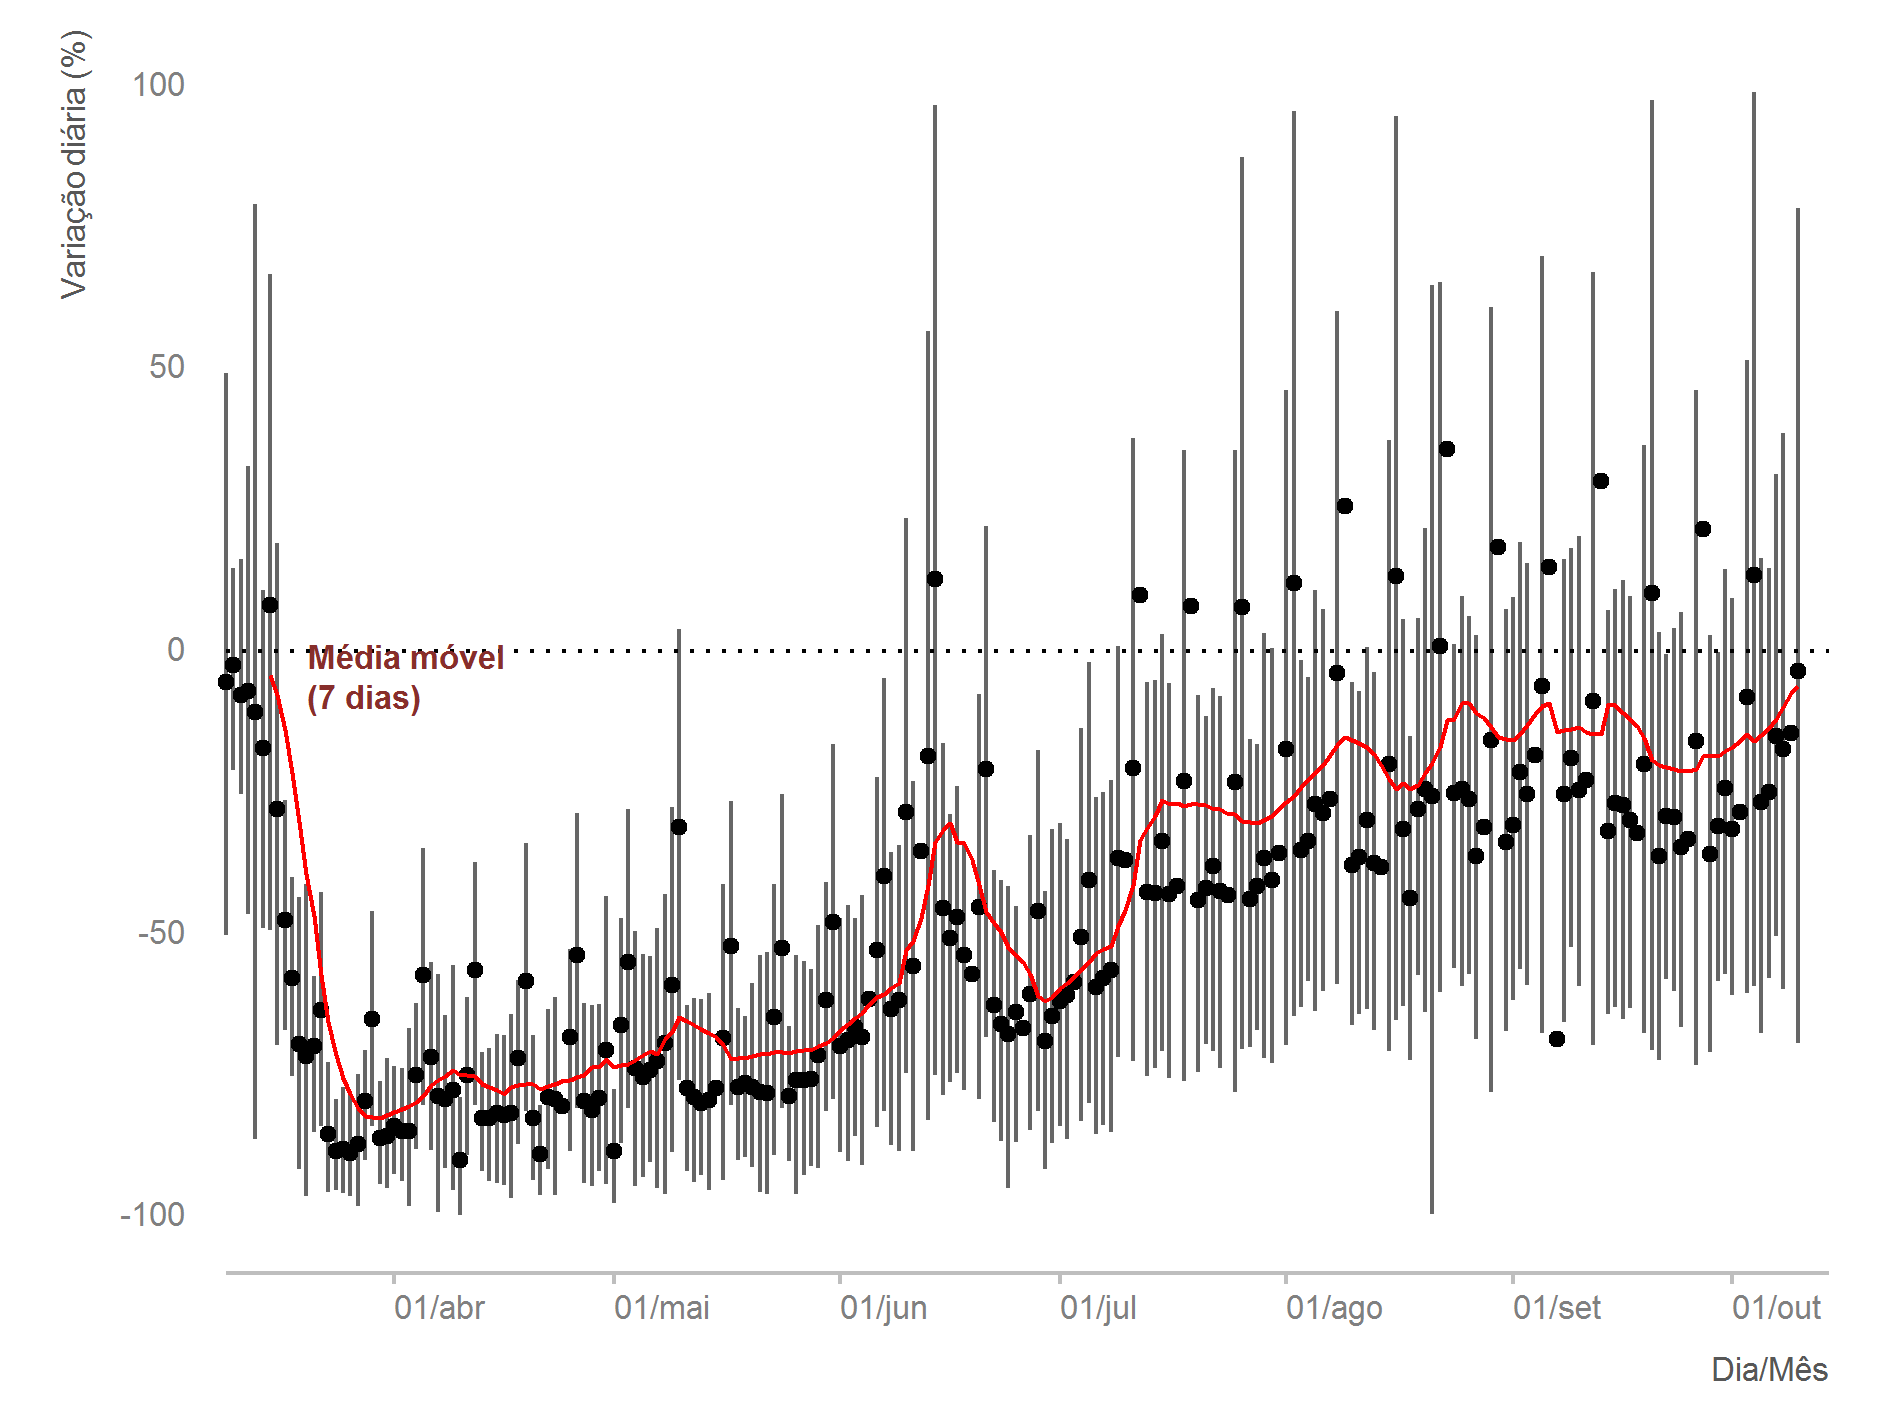 Variação diária (%)
100
50
0
-50
-100
Média móvel
(7 dias)
01/abr
01/mai
01/jun
01/jul
01/ago
01/set
01/out
Dia/Mês